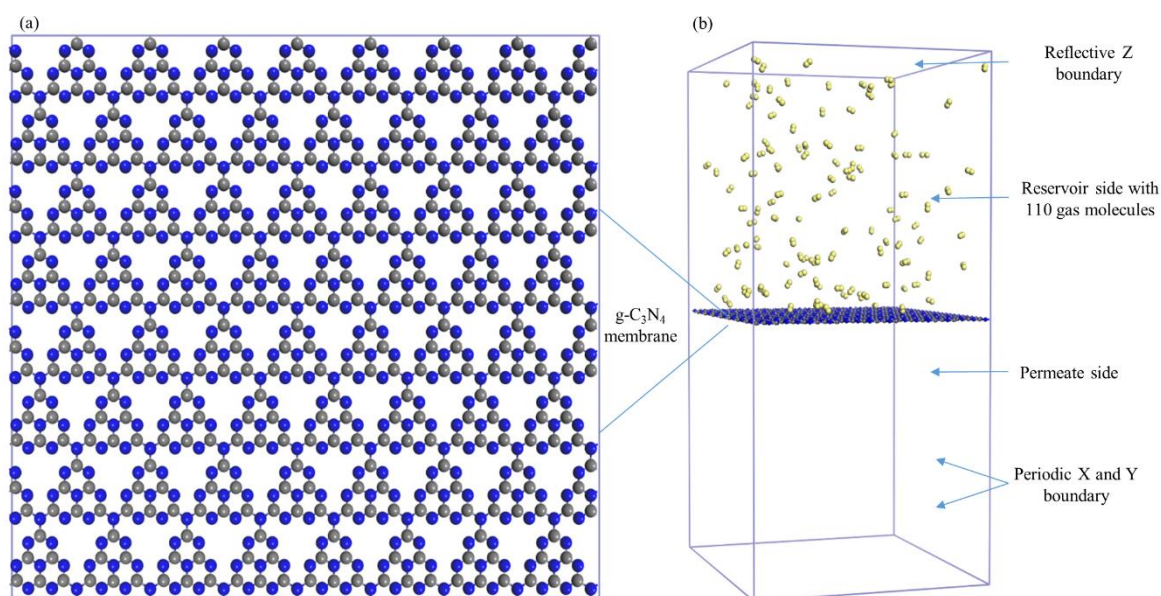 (a)
(b)
Reflective Z
boundary
Reservoir side with
110 gas molecules
g-C₃N₄
membrane
Permeate side
Periodic X and Y
boundary